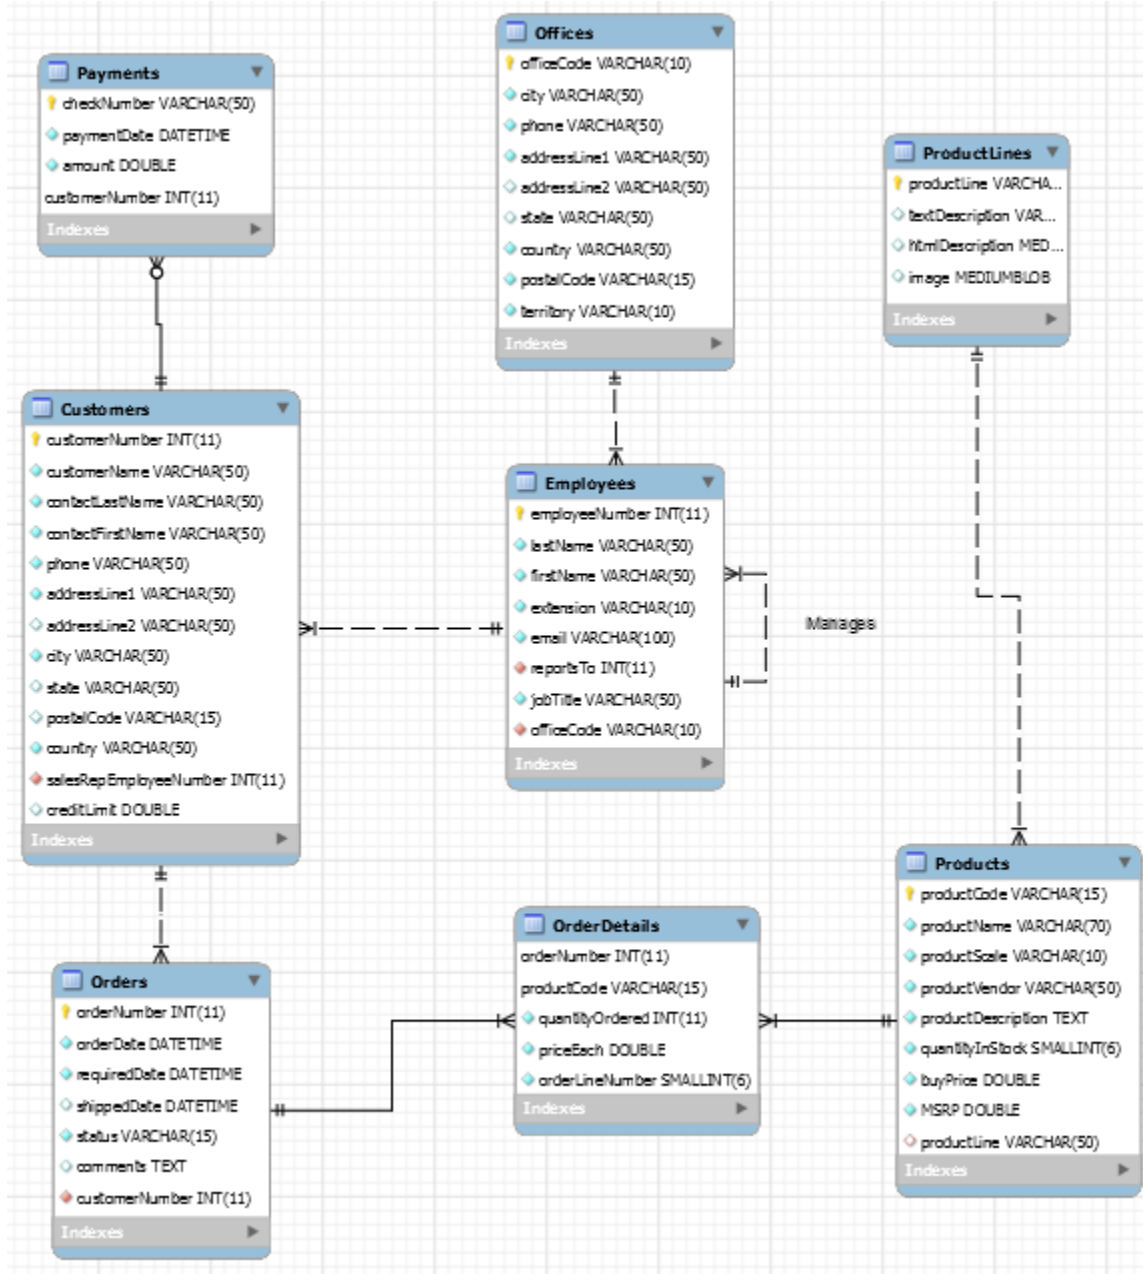 Payments
checkNumber VARCHAR(50)
paymentDate DATETIME
amount DOUBLE
customerNumber INT(11)
Indexes
Offices
officeCode VARCHAR(10)
city VARCHAR(50)
phone VARCHAR(50)
addressLine1 VARCHAR(50)
addressLine2 VARCHAR(50)
state VARCHAR(50)
country VARCHAR(50)
postalCode VARCHAR(15)
territory VARCHAR(10)
Indexes
ProductLines
productLine VARCHA...
textDescription VAR...
htmlDescription MED...
image MEDIUMBLOB
Indexes
Customers
customerNumber INT(11)
customerName VARCHAR(50)
contactLastName VARCHAR(50)
contactFirstName VARCHAR(50)
phone VARCHAR(50)
addressLine1 VARCHAR(50)
addressLine2 VARCHAR(50)
city VARCHAR(50)
state VARCHAR(50)
postalCode VARCHAR(15)
country VARCHAR(50)
salesRepEmployeeNumber INT(11)
creditLimit DOUBLE
Indexes
Employees
employeeNumber INT(11)
lastName VARCHAR(50)
firstName VARCHAR(50)
extension VARCHAR(10)
email VARCHAR(100)
reportsTo INT(11)
jobTitle VARCHAR(50)
officeCode VARCHAR(10)
Indexes
Manages
Orders
orderNumber INT(11)
orderDate DATETIME
requiredDate DATETIME
shippedDate DATETIME
status VARCHAR(15)
comments TEXT
customerNumber INT(11)
Indexes
OrderDetails
orderNumber INT(11)
productCode VARCHAR(15)
quantityOrdered INT(11)
priceEach DOUBLE
orderLineNumber SMALLINT(6)
Indexes
Products
productCode VARCHAR(15)
productName VARCHAR(70)
productScale VARCHAR(10)
productVendor VARCHAR(50)
productDescription TEXT
quantityInStock SMALLINT(6)
buyPrice DOUBLE
MSRP DOUBLE
productLine VARCHAR(50)
Indexes